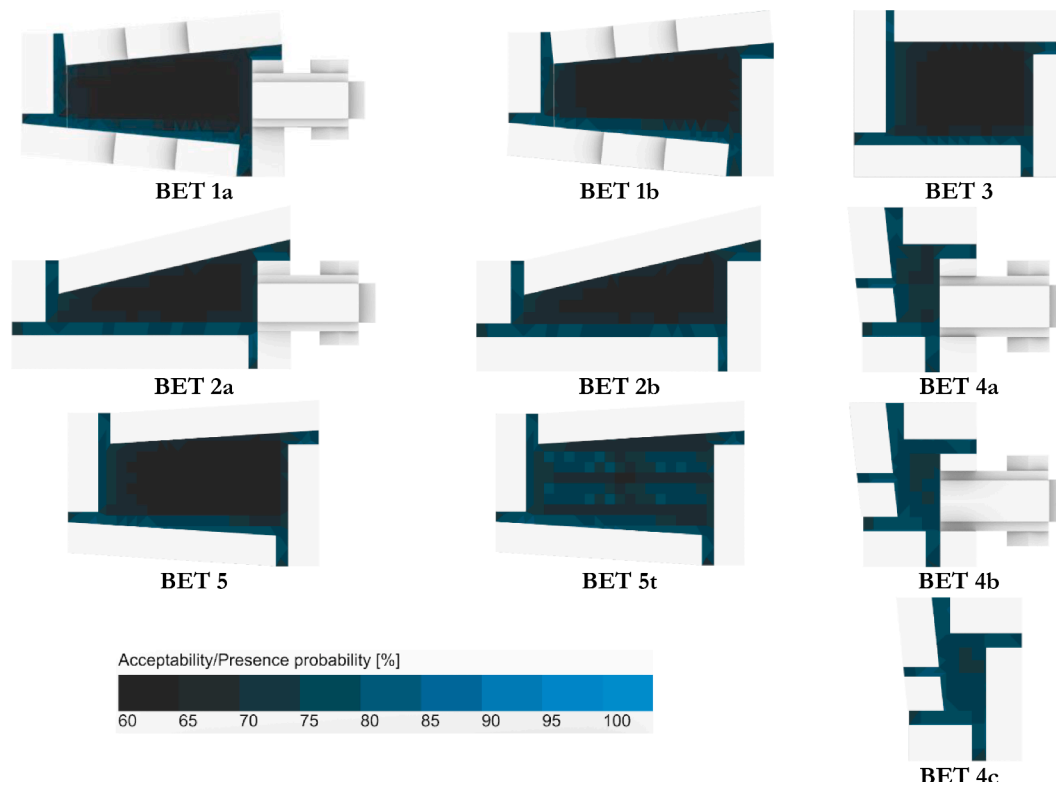 BET 1a
BET 1b
BET 3
BET 2a
BET 2b
BET 4a
BET 5
BET 5t
BET 4b
Acceptability/Presence probability [%]
60 65 70 75 80 85 90 95 100
BET 4c